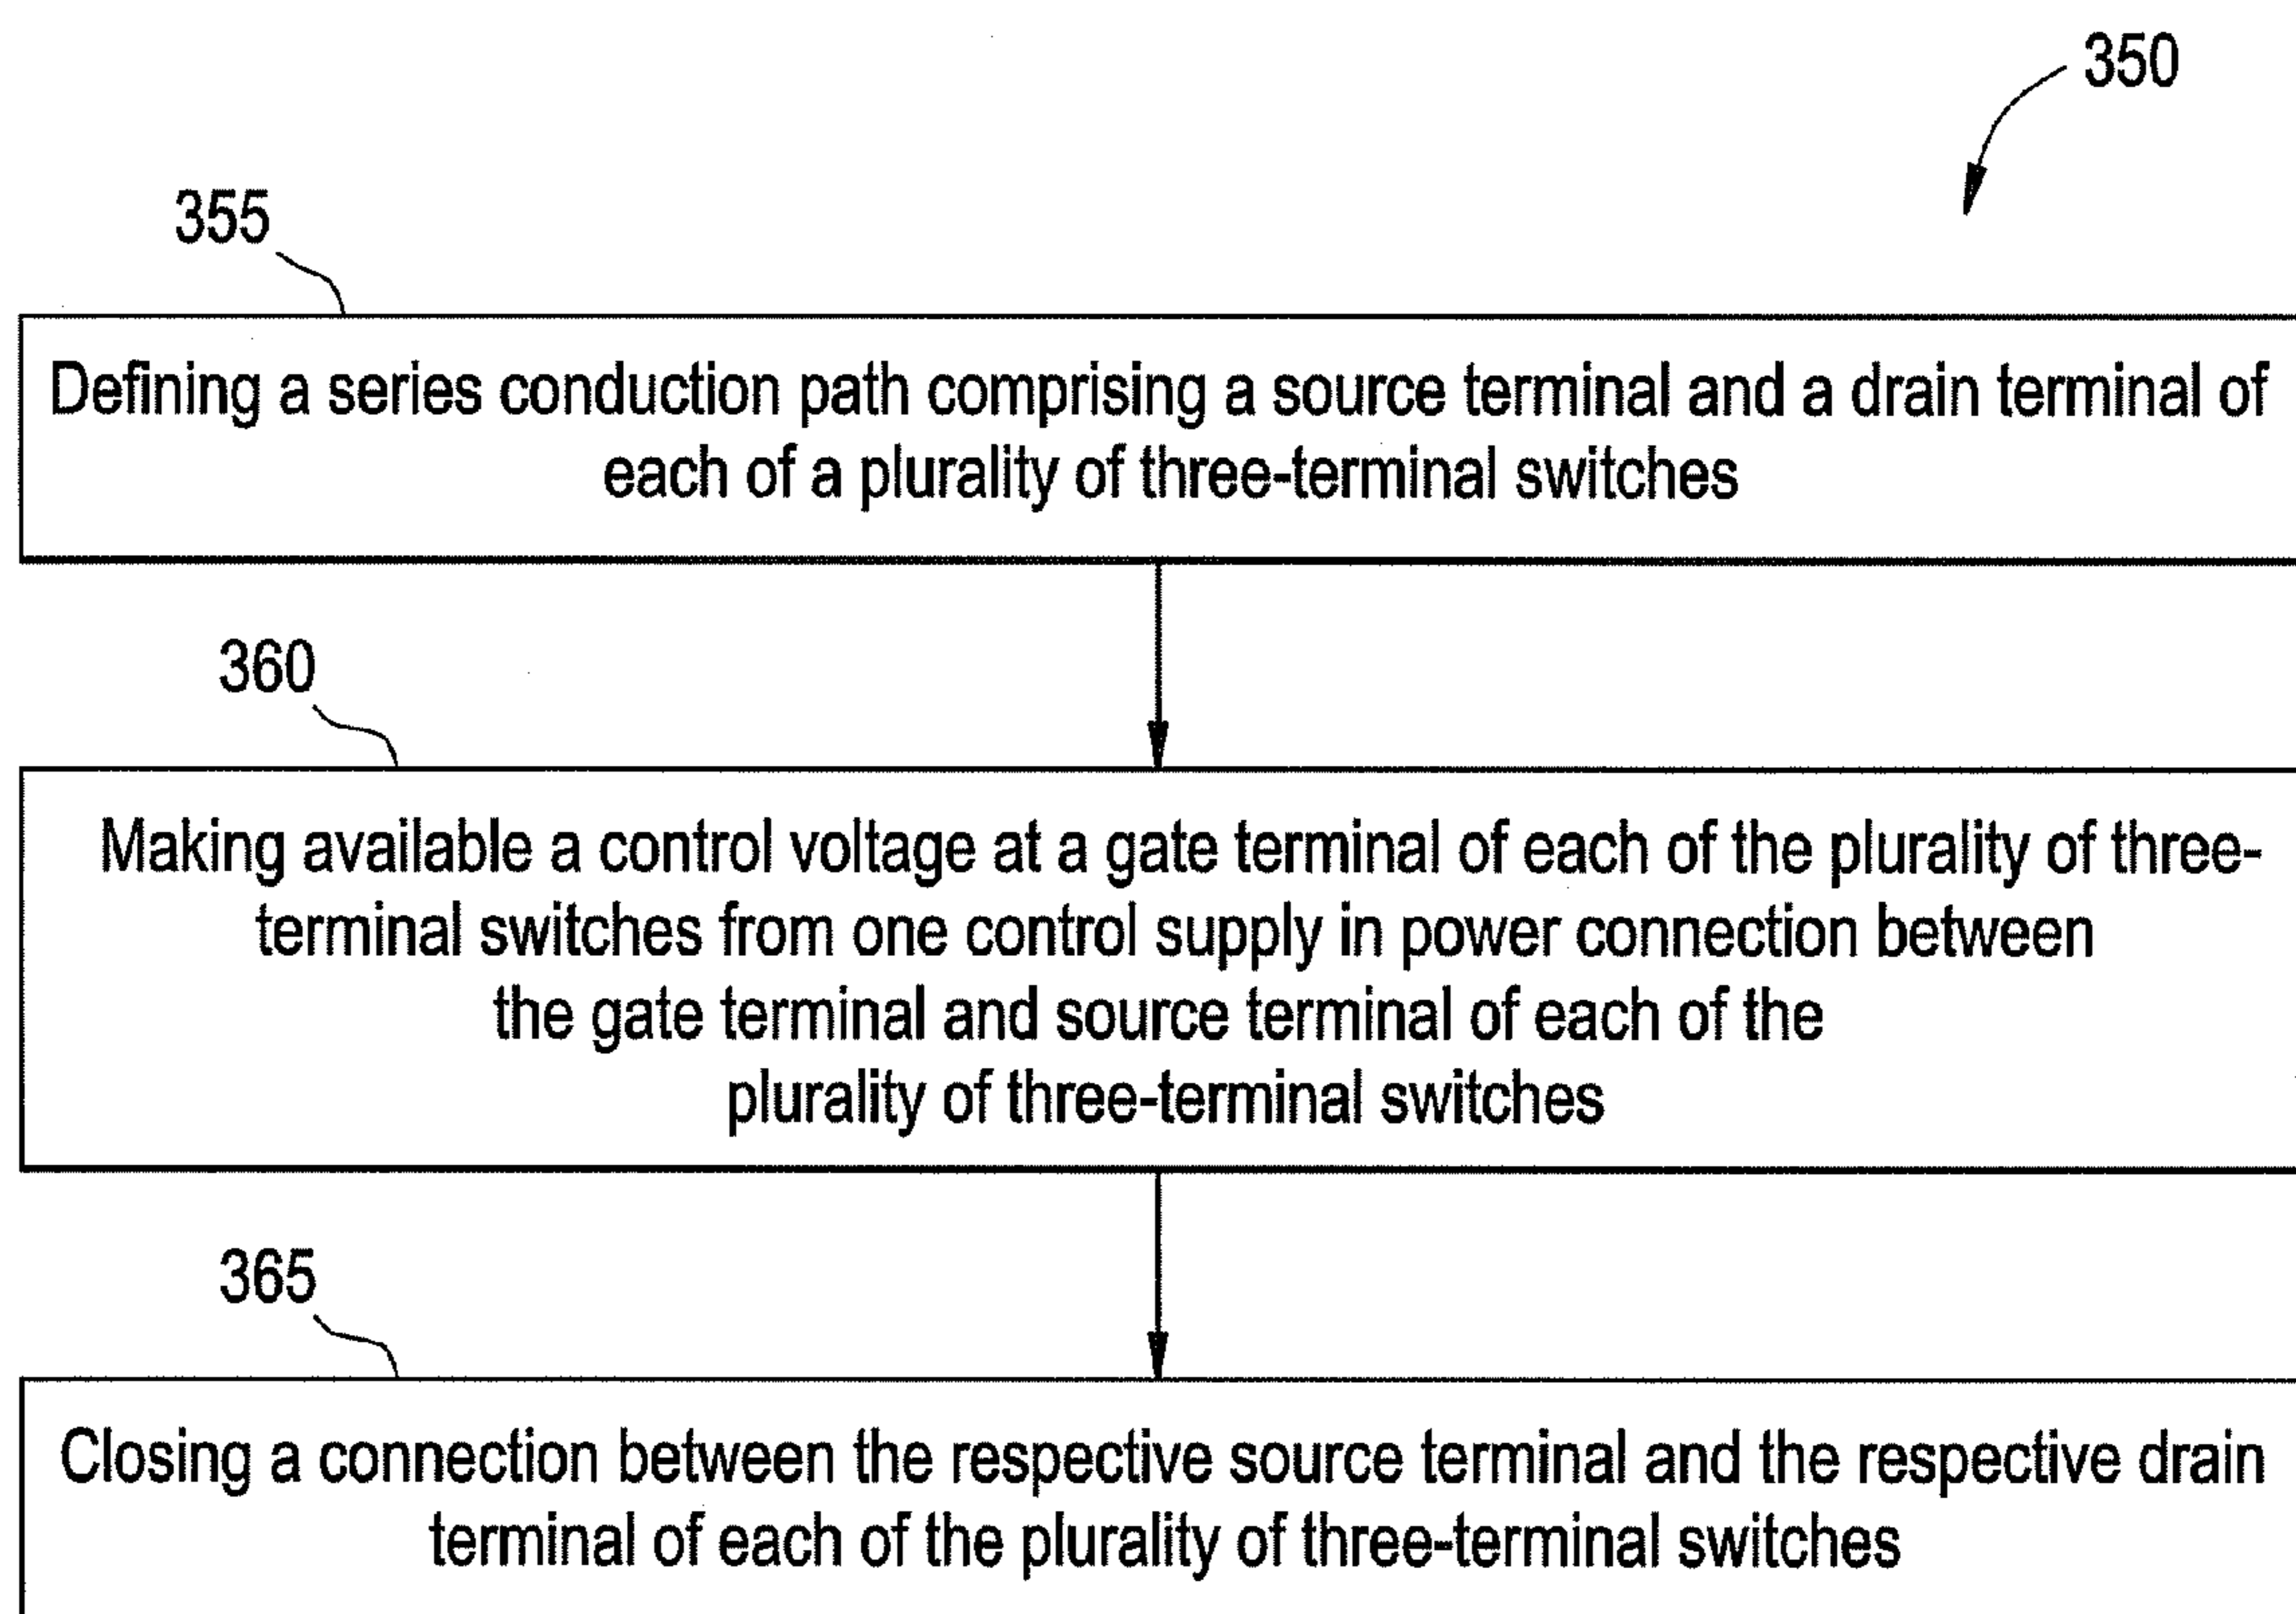 350
355
Defining a series conduction path comprising a source terminal and a drain terminal of
each of a plurality of three-terminal switches
360
Making available a control voltage at a gate terminal of each of the plurality of three-
terminal switches from one control supply in power connection between
the gate terminal and source terminal of each of the
plurality of three-terminal switches
365
Closing a connection between the respective source terminal and the respective drain
terminal of each of the plurality of three-terminal switches